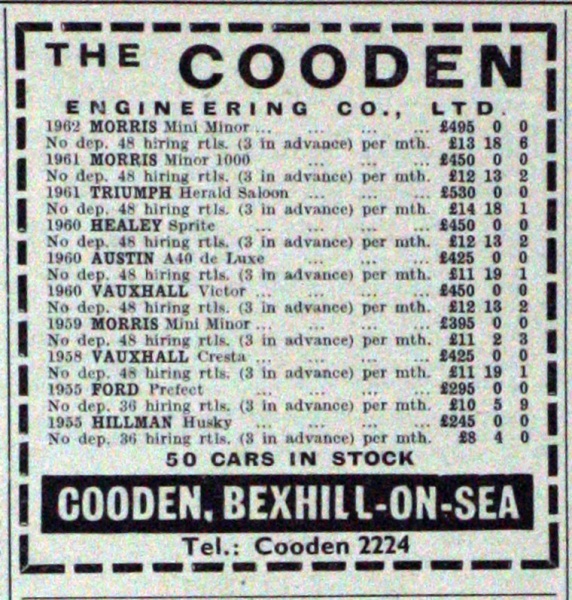 THE COODEN
ENGINEERING CO., LTD.
1962 MORRIS Mini Minor ... ... ... ... £495 0 0
No dep. 48 hiring rtls. (3 in advance) per mth. £13 18 6
1961 MORRIS Minor 1000 ... ... ... £450 0 0
No dep. 48 hiring rtls. (3 in advance) per mth. £12 13 2
1961 TRIUMPH Herald Saloon ... ... ... £530 0 0
No dep. 48 hiring rtls. (3 in advance) per mth. £14 18 1
1960 HEALEY Sprite ... ... ... ... £450 0 0
No dep. 48 hiring rtls. (3 in advance) per mth. £12 13 2
1960 AUSTIN A40 de Luxe ... ... ... £425 0 0
No dep. 48 hiring rtls. (3 in advance) per mth. £11 19 1
1960 VAUXHALL Victor ... ... ... ... £450 0 0
No dep. 48 hiring rtls. (3 in advance) per mth. £12 13 2
1959 MORRIS Mini Minor ... ... ... ... £395 0 0
No dep. 48 hiring rtls. (3 in advance) per mth. £11 2 3
1958 VAUXHALL Cresta ... ... ... ... £425 0 0
No dep. 48 hiring rtls. (3 in advance) per mth. £11 19 1
1955 FORD Prefect ... ... ... ... £295 0 0
No dep. 36 hiring rtls. (3 in advance) per mth. £10 5 9
1955 HILLMAN Husky ... ... ... ... £245 0 0
No dep. 36 hiring rtls. (3 in advance) per mth. £8 4 0
50 CARS IN STOCK
COODEN, BEXHILL-ON-SEA
Tel.: Cooden 2224